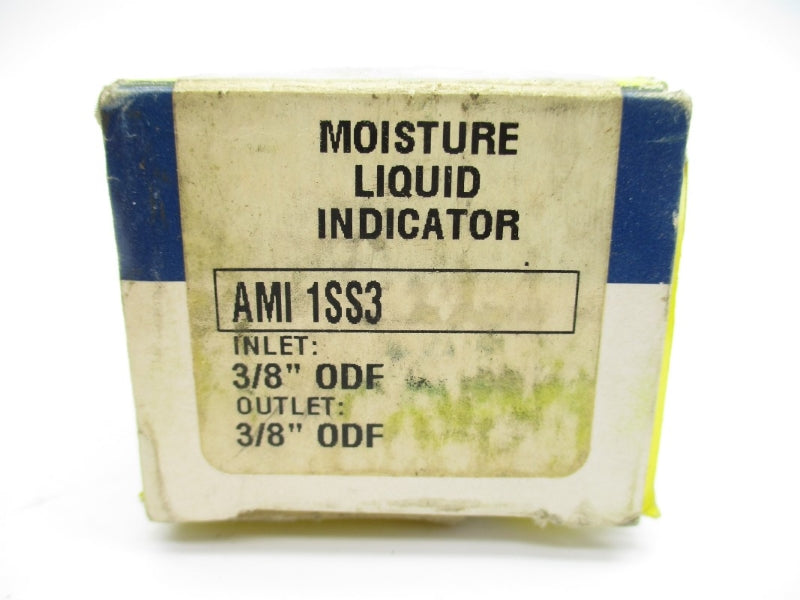 MOISTURE
LIQUID
INDICATOR
AMI 1SS3
INLET:
3/8" ODF
OUTLET:
3/8" ODF